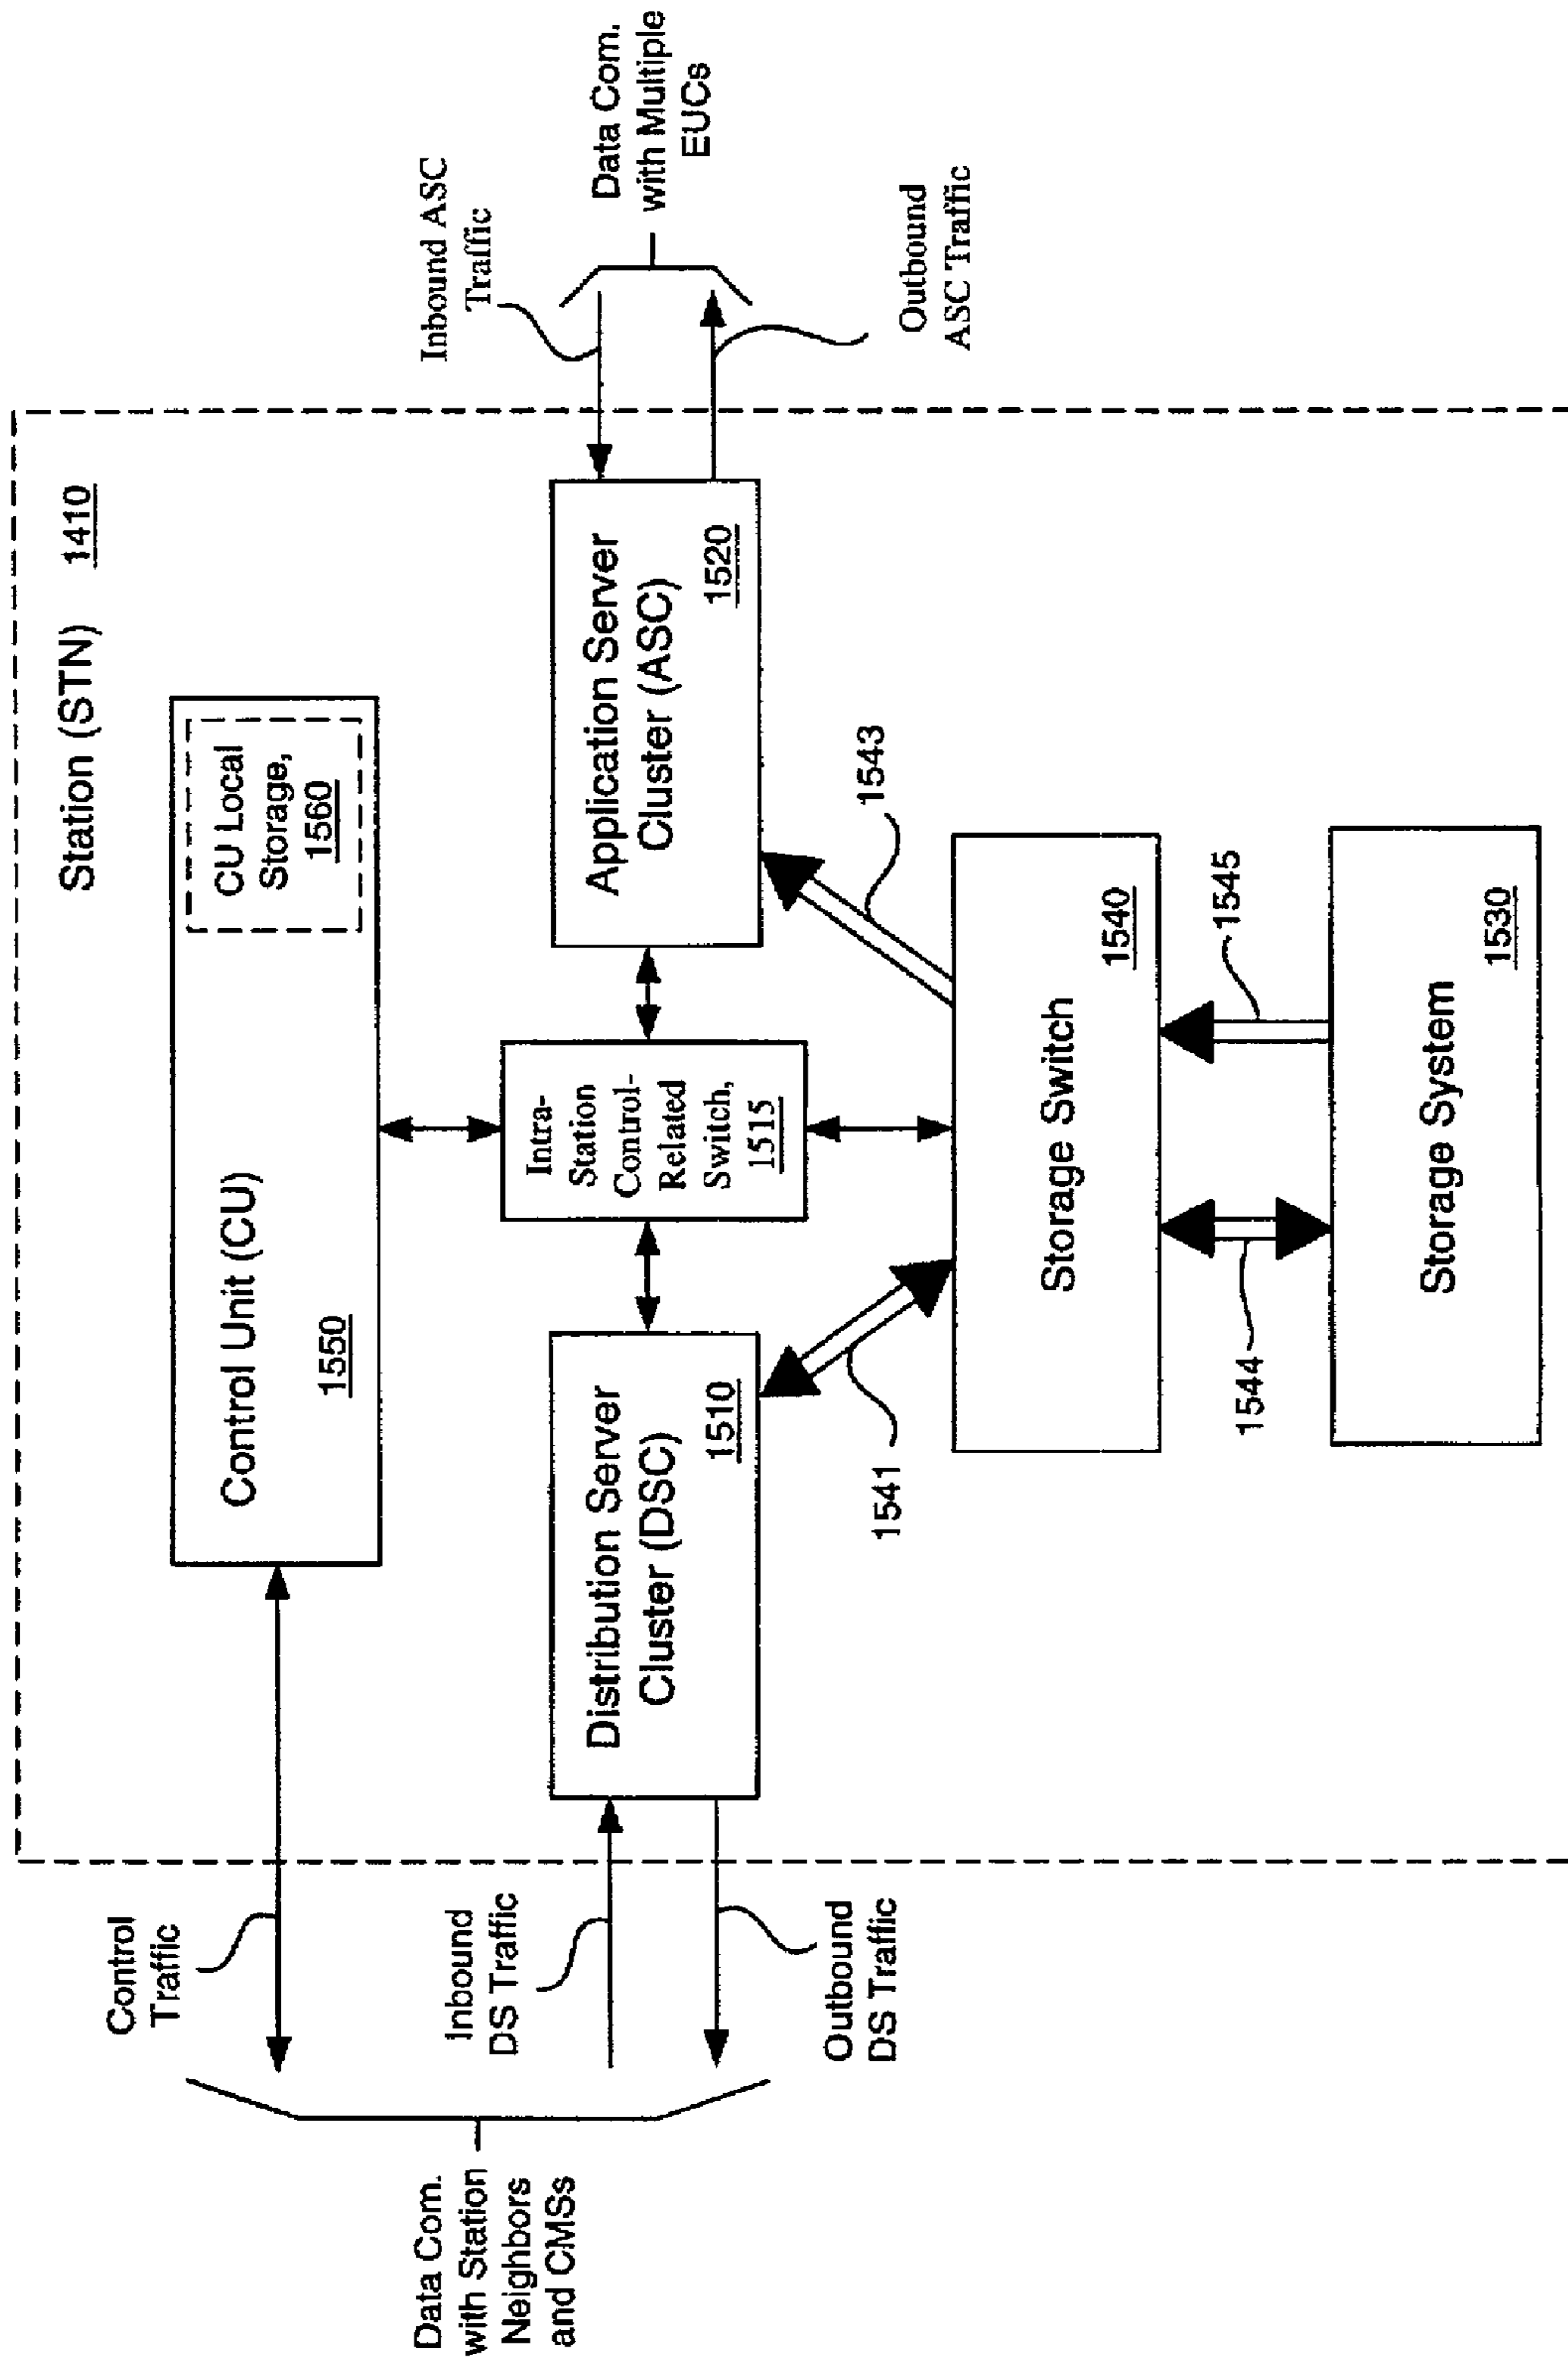 Station (STN) 1410
Control Unit (CU)
1550
CU Local
Storage,
1560
Control
Traffic
Inbound
DS Traffic
Outbound
DS Traffic
Data Com.
with Station
Neighbors
and CMSs
Distribution Server
Cluster (DSC)
1510
Intra-
Station
Control-
Related
Switch,
1515
Application Server
Cluster (ASC)
1520
Inbound ASC
Traffic
Outbound
ASC Traffic
Data Com.
with Multiple
EUCs
1541
1543
Storage Switch
1540
1544
1545
Storage System
1530